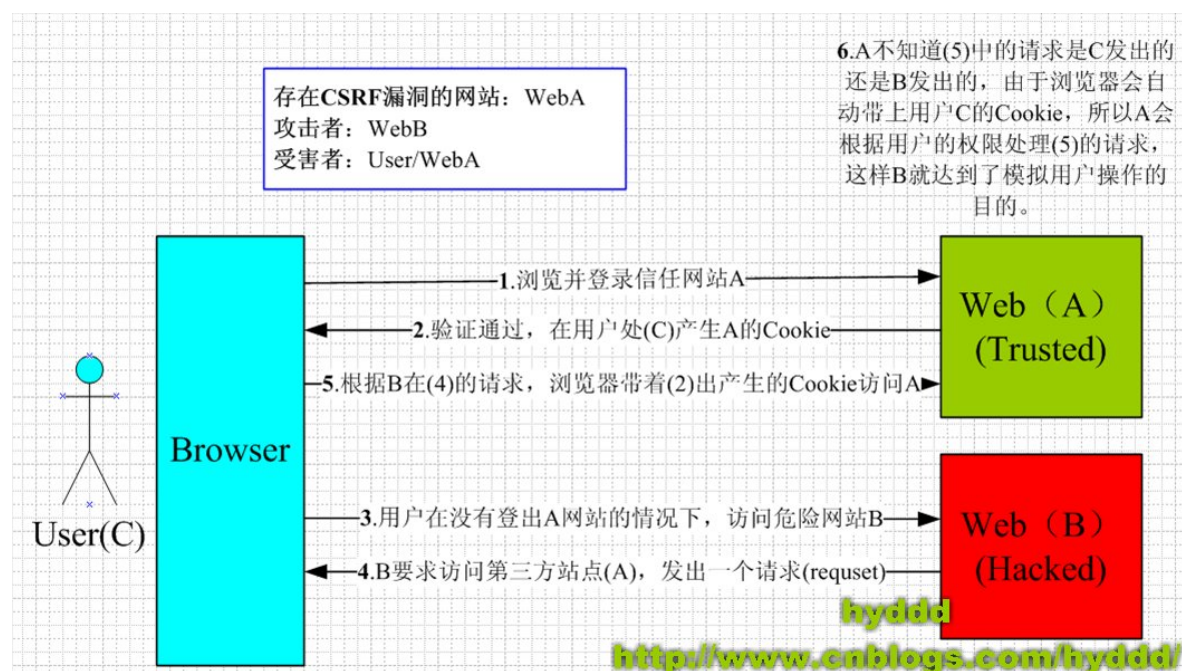 6.A不知道(5)中的请求是C发出的
还是B发出的，由于浏览器会自
动带上用户C的Cookie，所以A会
根据用户的权限处理(5)的请求，
这样B就达到了模拟用户操作的
目的。
存在CSRF漏洞的网站：WebA
攻击者：WebB
受害者：User/WebA
1.浏览并登录信任网站A
2.验证通过，在用户处(C)产生A的Cookie
5.根据B在(4)的请求，浏览器带着(2)出产生的Cookie访问A
Web（A）
(Trusted)
Browser
User(C)
3.用户在没有登出A网站的情况下，访问危险网站B
4.B要求访问第三方站点(A)，发出一个请求(requset)
Web（B）
(Hacked)
hyddd
http://www.cnblogs.com/hyddd/